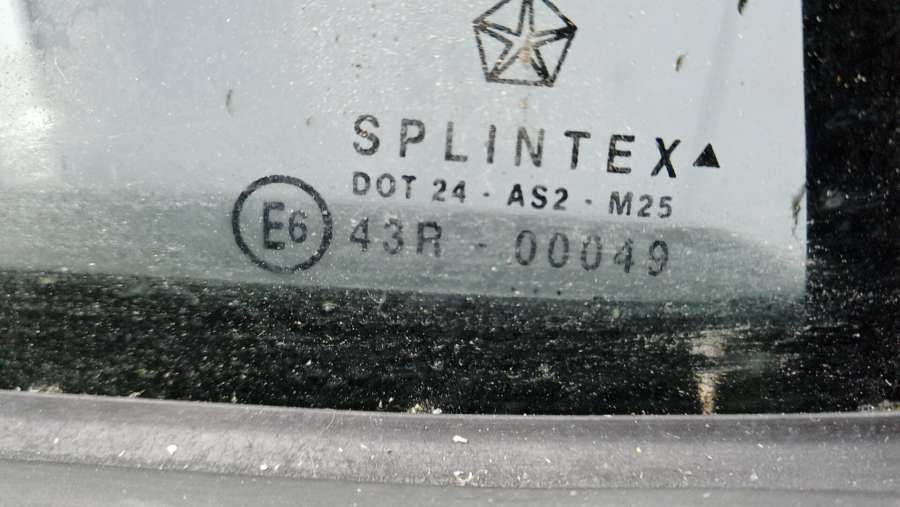 SPLINTEX▲
DOT 24 - AS2 - M25
E6 43R - 00049